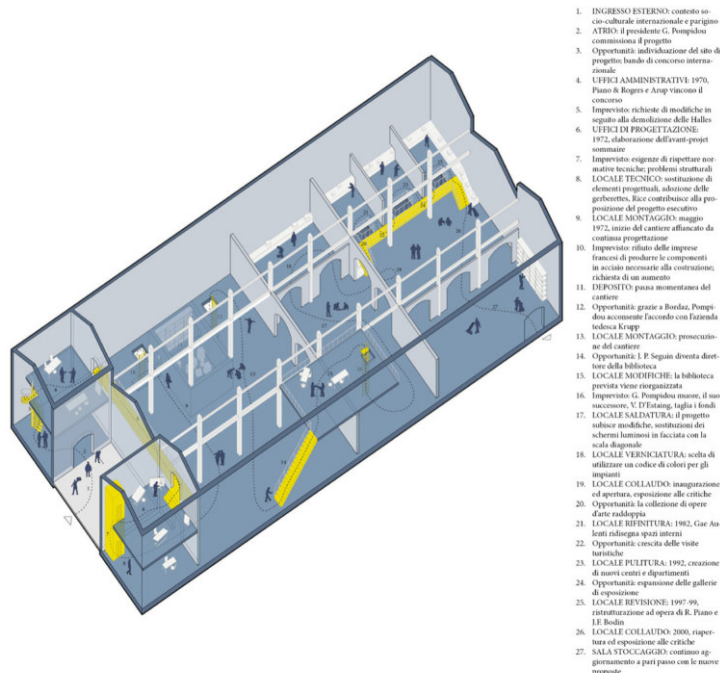 1. INGRESSO ESTERNO: contesto so-
cio-culturale internazionale e parigino
2. ATRIO: il presidente G. Pompidou
commissiona il progetto
3. Opportunità: individuazione del sito di
progetto; bando di concorso interna-
zionale
4. UFFICI AMMINISTRATIVI: 1970,
Piano & Rogers e Arup vincono il
concorso
5. Imprevisto: richieste di modifiche in
seguito alla demolizione delle Halles
6. UFFICI DI PROGETTAZIONE:
1972, elaborazione dell'avant-projet
sommaire
7. Imprevisto: esigenze di rispettare nor-
mative tecniche; problemi strutturali
8. LOCALE TECNICO: sostituzione di
elementi progettuali, adozione delle
gerberettes, Rice contribuisce alla pro-
posizione del progetto esecutivo
9. LOCALE MONTAGGIO: maggio
1972, inizio del cantiere affiancato da
continua progettazione
10. Imprevisto: rifiuto delle imprese
francesi di produrre le componenti
in acciaio necessarie alla costruzione;
richiesta di un aumento
11. DEPOSITO: pausa momentanea del
cantiere
12. Opportunità: grazie a Bordaz, Pompi-
dou acconsente l'accordo con l'azienda
tedesca Krupp
13. LOCALE MONTAGGIO: prosecuzio-
ne del cantiere
14. Opportunità: J. P. Seguin diventa diret-
tore della biblioteca
15. LOCALE MODIFICHE: la biblioteca
prevista viene riorganizzata
16. Imprevisto: G. Pompidou muore, il suo
successore, V. D'Estaing, taglia i fondi
17. LOCALE SALDATURA: il progetto
subisce modifiche, sostituzioni dei
schermi luminosi in facciata con la
scala diagonale
18. LOCALE VERNICIATURA: scelta di
utilizzare un codice di colori per gli
impianti
19. LOCALE COLLAUDO: inaugurazione
ed apertura, esposizione alle critiche
20. Opportunità: la collezione di opere
d'arte raddoppia
21. LOCALE RIFINITURA: 1982, Gae Au-
lenti ridisegna spazi interni
22. Opportunità: crescita delle visite
turistiche
23. LOCALE PULITURA: 1992, creazione
di nuovi centri e dipartimenti
24. Opportunità: espansione delle gallerie
di esposizione
25. LOCALE REVISIONE: 1997-99,
ristrutturazione ad opera di R. Piano e
J.F. Bodin
26. LOCALE COLLAUDO: 2000, riaper-
tura ed esposizione alle critiche
27. SALA STOCCAGGIO: continuo ag-
giornamento a pari passo con le nuove
proposte